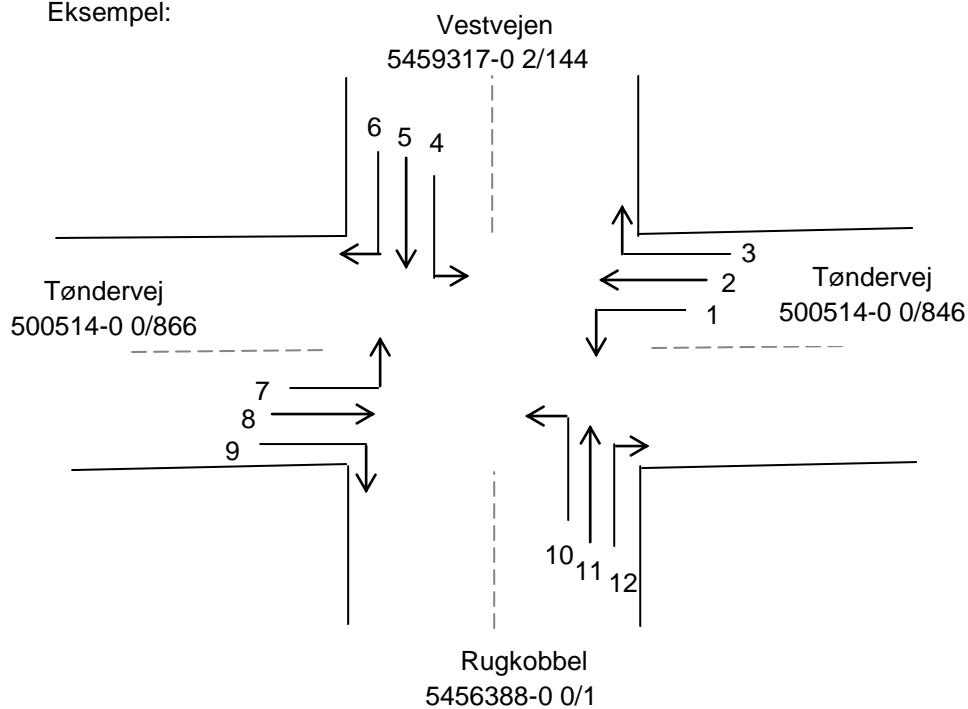 Eksempel:
Vestvejen
5459317-0 2/144
6 5 4
3
2
1
Tøndervej
500514-0 0/866
Tøndervej
500514-0 0/846
7
8
9
10 11 12
Rugkobbel
5456388-0 0/1